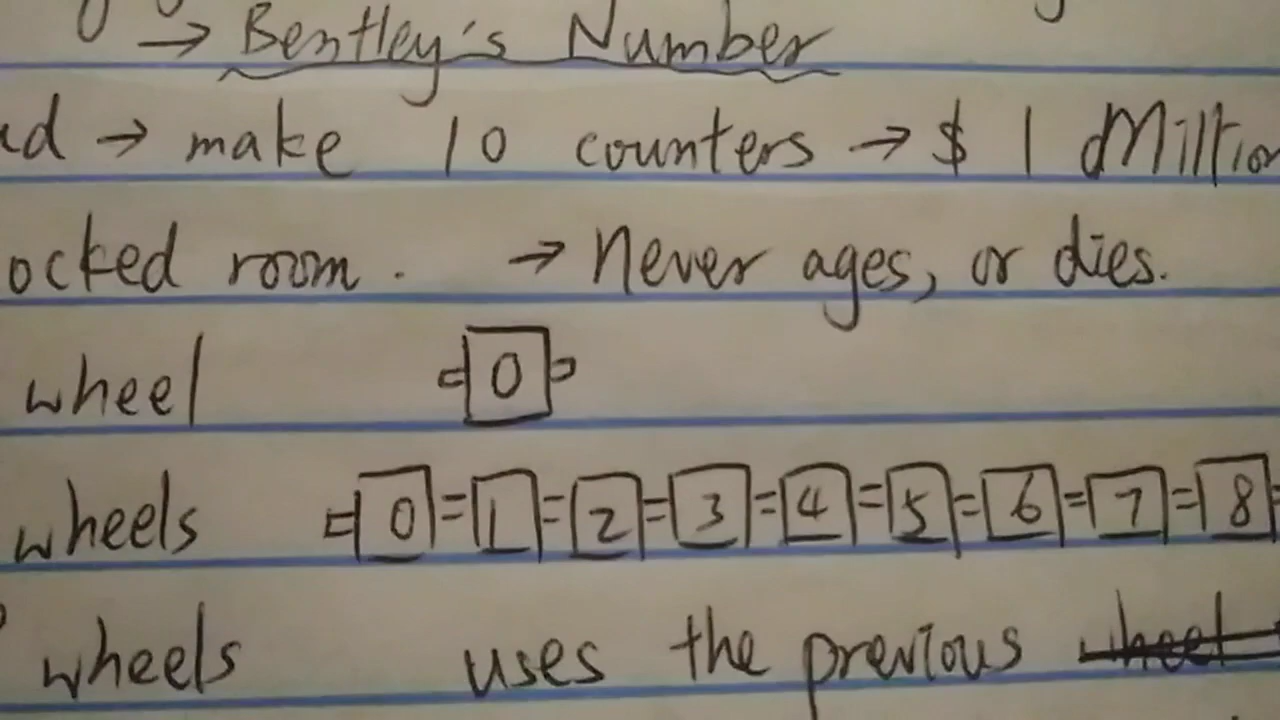 → Bentley's Number
→ make 10 counters → $ 1 Million
ocked room. → Never ages, or dies.
wheel 0
wheels 0 = 1 = 2 = 3 = 4 = 5 = 6 = 7 = 8
wheels uses the previous